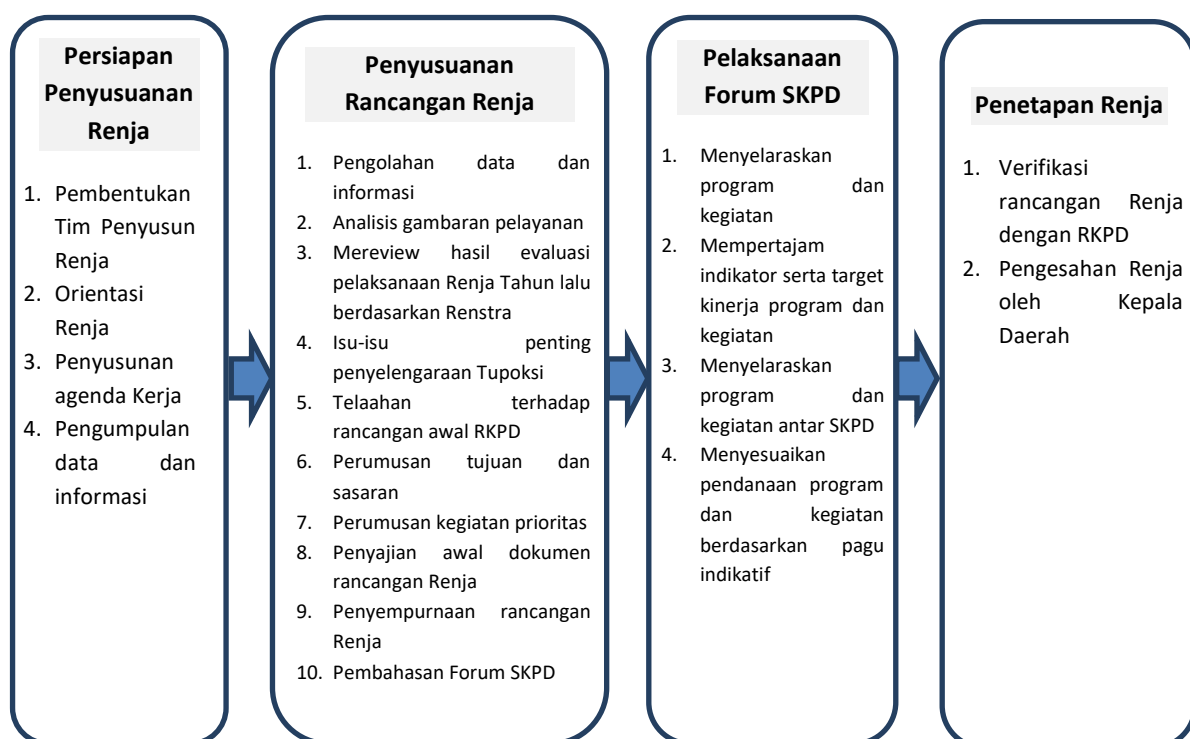 Persiapan
Penyusuanan
Renja
1. Pembentukan
Tim Penyusun
Renja
2. Orientasi
Renja
3. Penyusunan
agenda Kerja
4. Pengumpulan
data dan
informasi
Penyusuanan
Rancangan Renja
1. Pengolahan data dan
informasi
2. Analisis gambaran pelayanan
3. Mereview hasil evaluasi
pelaksanaan Renja Tahun lalu
berdasarkan Renstra
4. Isu-isu penting
penyelengaraan Tupoksi
5. Telaahan terhadap
rancangan awal RKPD
6. Perumusan tujuan dan
sasaran
7. Perumusan kegiatan prioritas
8. Penyajian awal dokumen
rancangan Renja
9. Penyempurnaan rancangan
Renja
10. Pembahasan Forum SKPD
Pelaksanaan
Forum SKPD
1. Menyelaraskan
program dan
kegiatan
2. Mempertajam
indikator serta target
kinerja program dan
kegiatan
3. Menyelaraskan
program dan
kegiatan antar SKPD
4. Menyesuaikan
pendanaan program
dan kegiatan
berdasarkan pagu
indikatif
Penetapan Renja
1. Verifikasi
rancangan Renja
dengan RKPD
2. Pengesahan Renja
oleh Kepala
Daerah